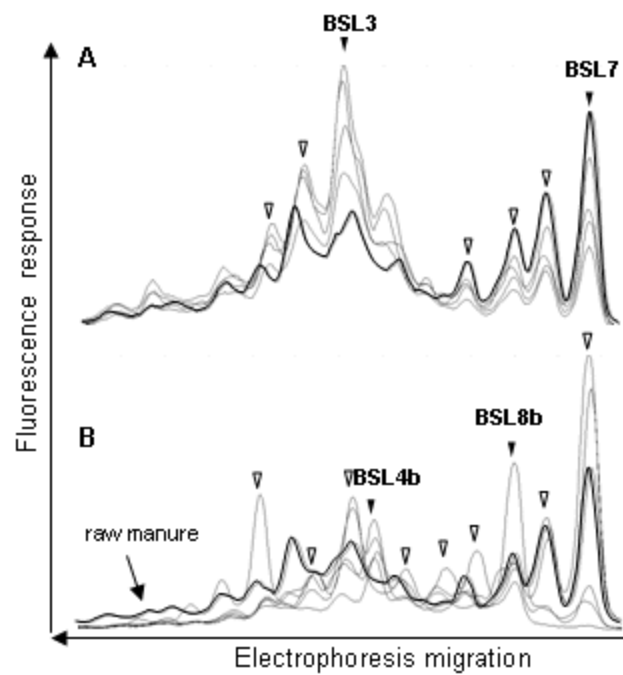 BSL3
A
BSL7
Fluorescence response
B
BSL8b
BSL4b
raw manure
Electrophoresis migration